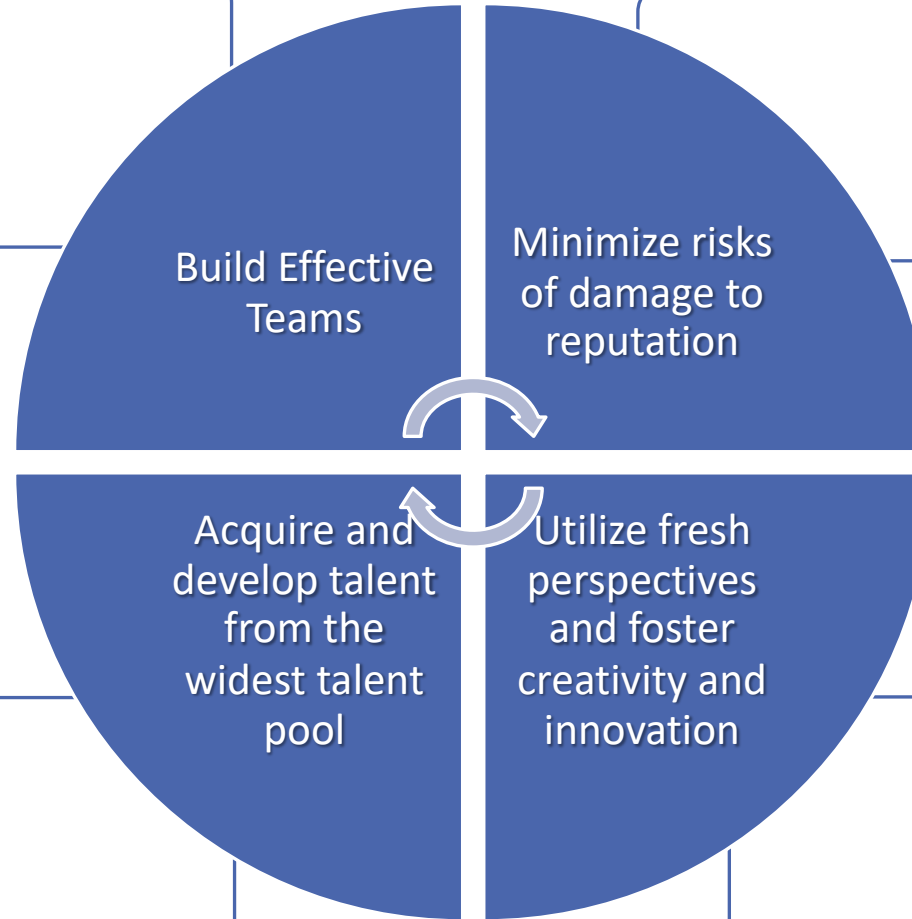 Build Effective
Teams
Minimize risks
of damage to
reputation
Acquire and
develop talent
from the
widest talent
pool
Utilize fresh
perspectives
and foster
creativity and
innovation